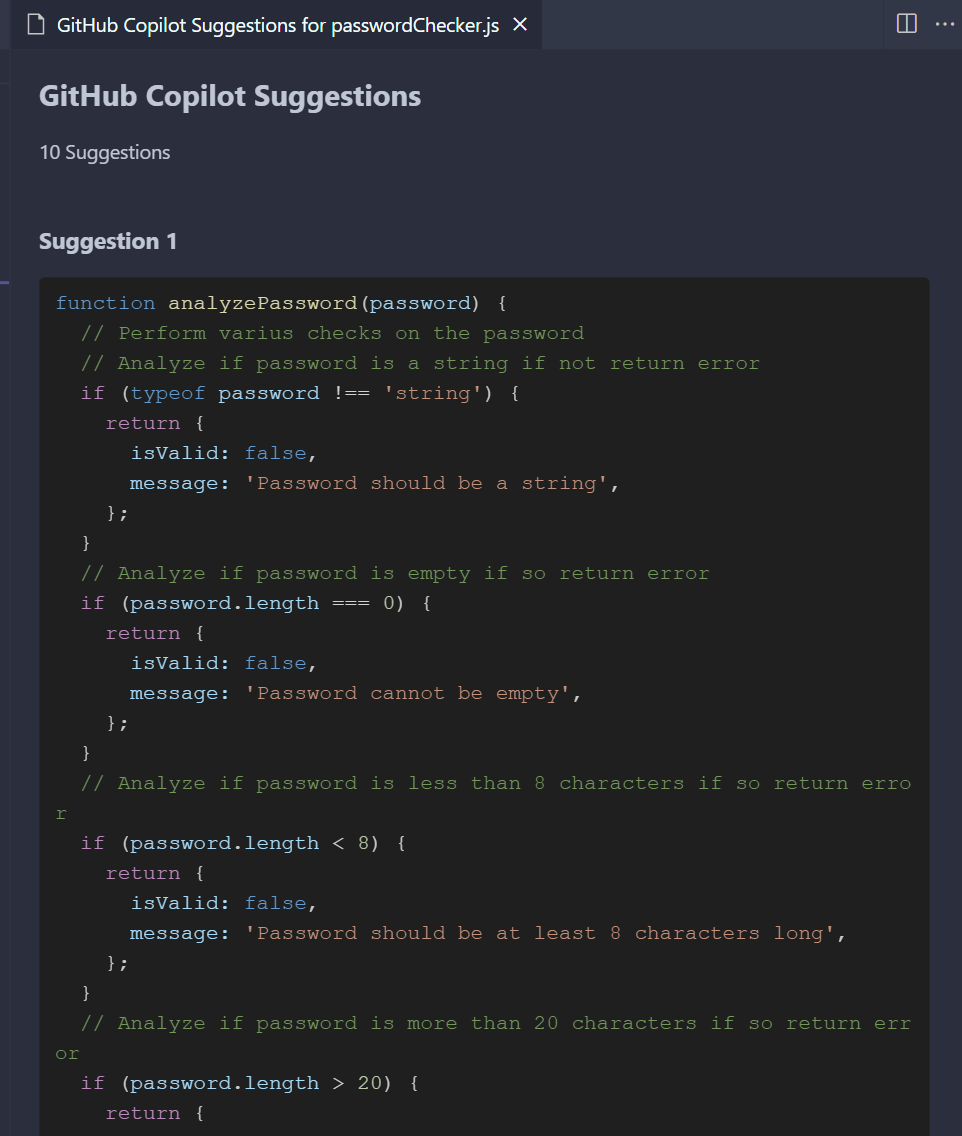 GitHub Copilot Suggestions for passwordChecker.js
GitHub Copilot Suggestions
10 Suggestions
Suggestion 1
function analyzePassword(password) {
  // Perform varius checks on the password
  // Analyze if password is a string if not return error
  if (typeof password !== 'string') {
    return {
      isValid: false,
      message: 'Password should be a string',
    };
  }
  // Analyze if password is empty if so return error
  if (password.length === 0) {
    return {
      isValid: false,
      message: 'Password cannot be empty',
    };
  }
  // Analyze if password is less than 8 characters if so return erro
r
  if (password.length < 8) {
    return {
      isValid: false,
      message: 'Password should be at least 8 characters long',
    };
  }
  // Analyze if password is more than 20 characters if so return err
or
  if (password.length > 20) {
    return {